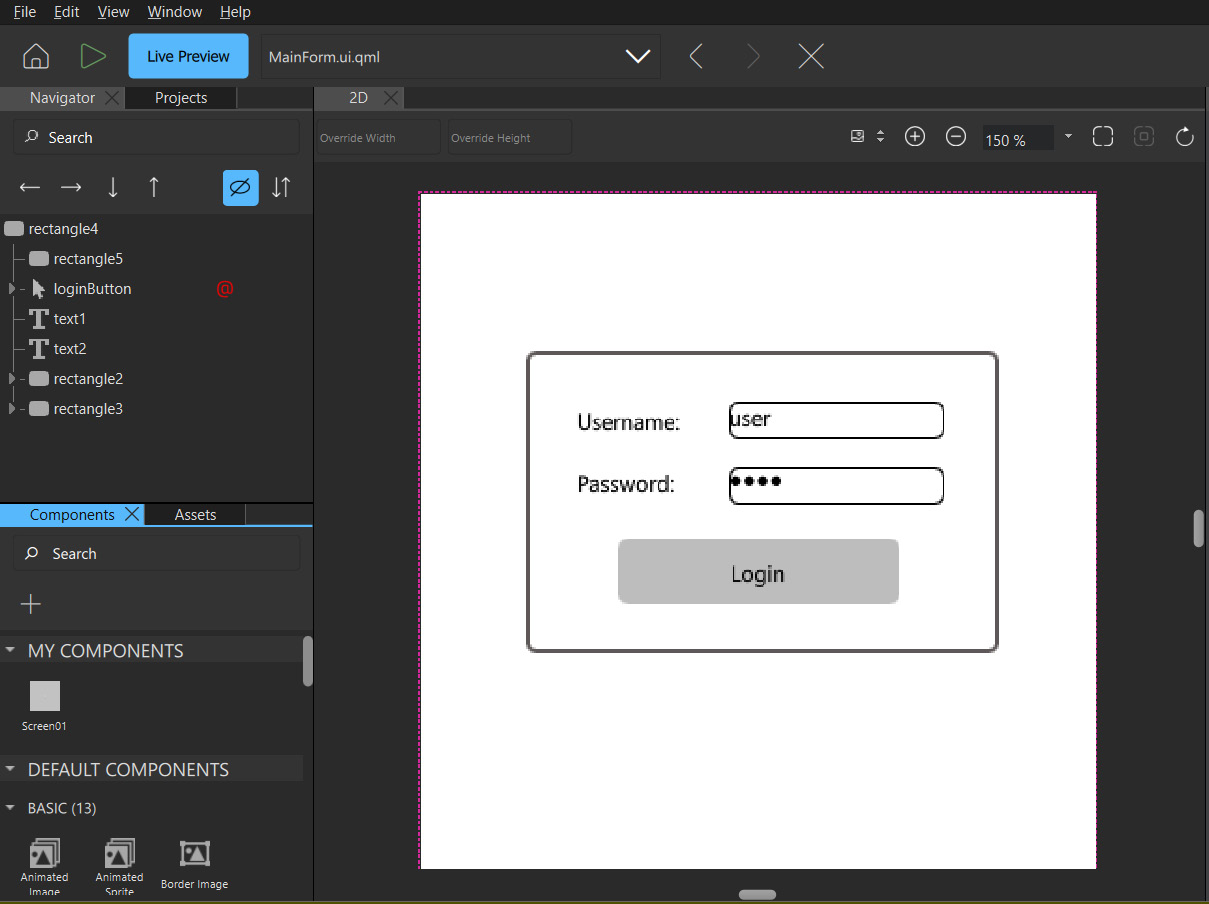 File Edit View Window Help
Live Preview MainForm.ui.qml
Navigator Projects 2D
Search Override Width Override Height 150 %
rectangle4
rectangle5
loginButton @
text1
text2
rectangle2
rectangle3
Username: user
Password: ●●●●
Login
Components Assets
Search
MY COMPONENTS
Screen01
DEFAULT COMPONENTS
BASIC (13)
Animated Animated Border Image
Image Sprite